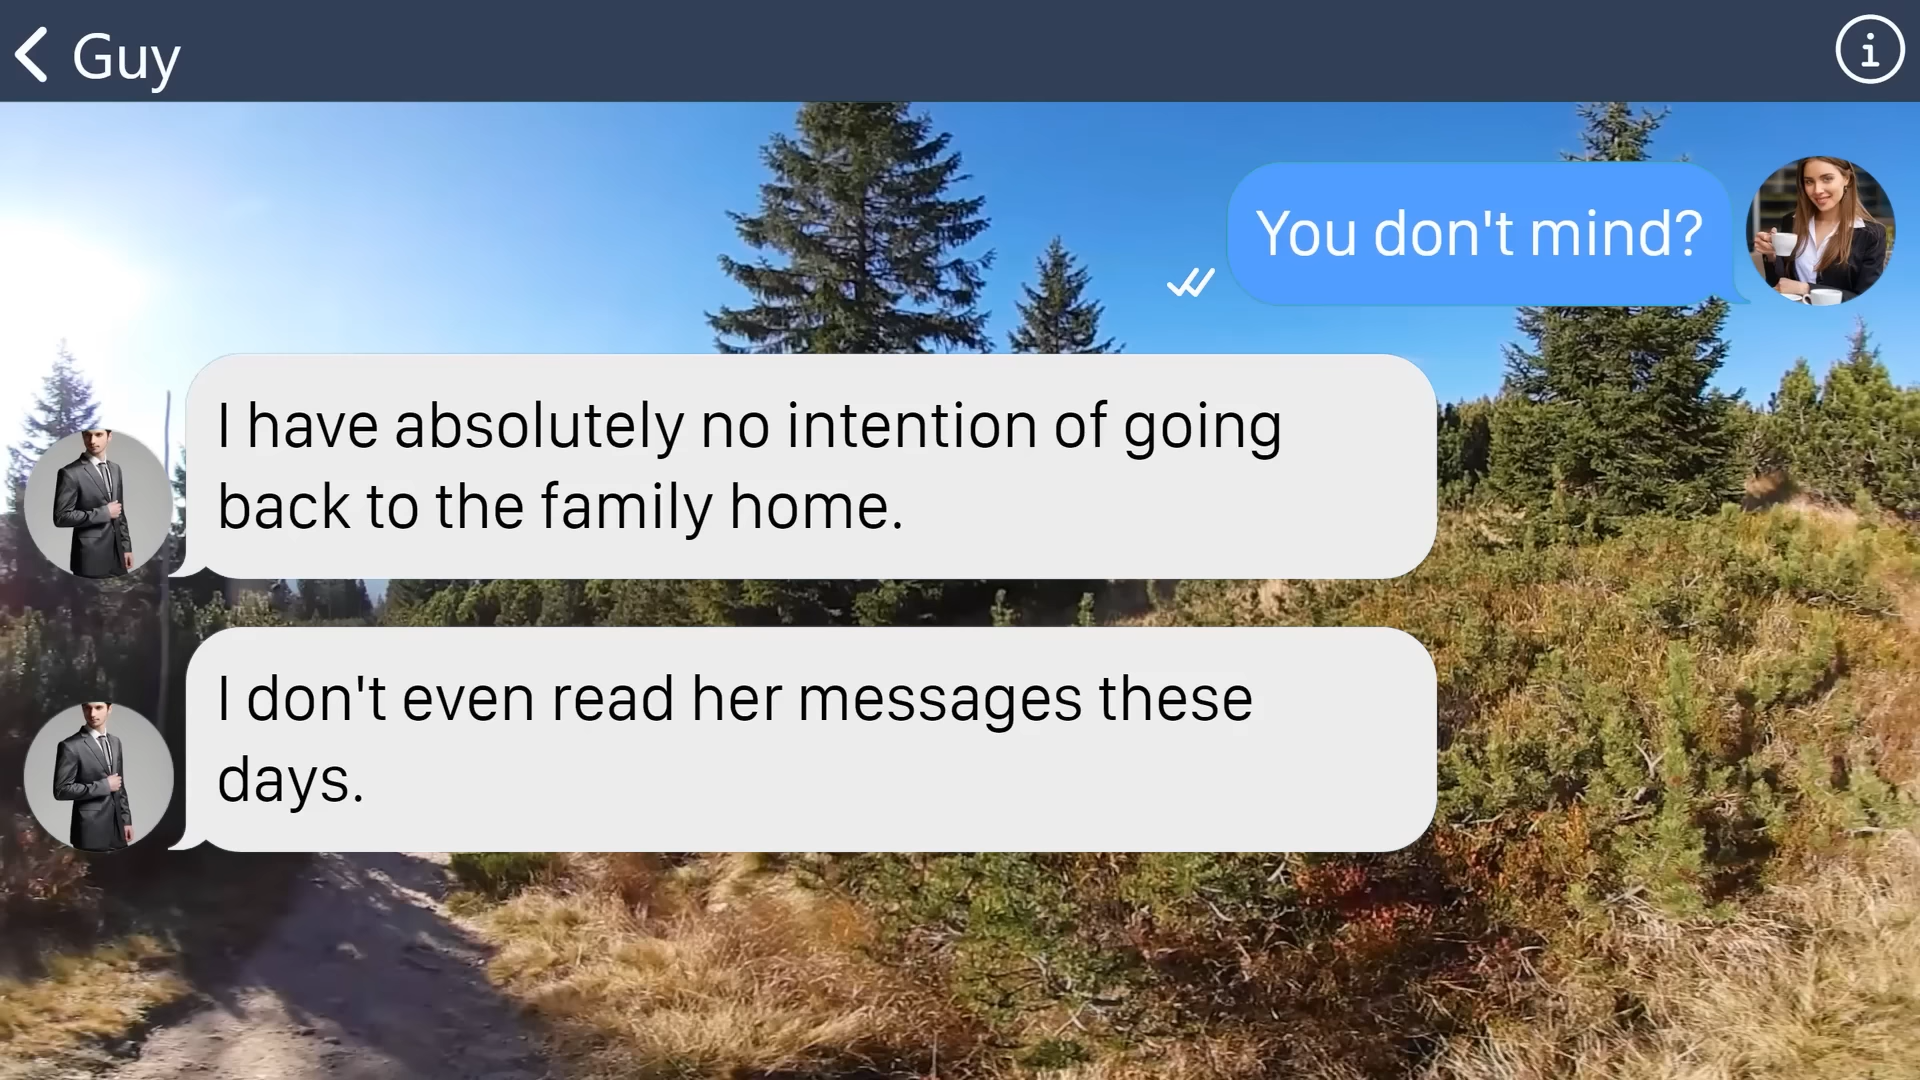 Guy
You don't mind?
I have absolutely no intention of going
back to the family home.
I don't even read her messages these
days.